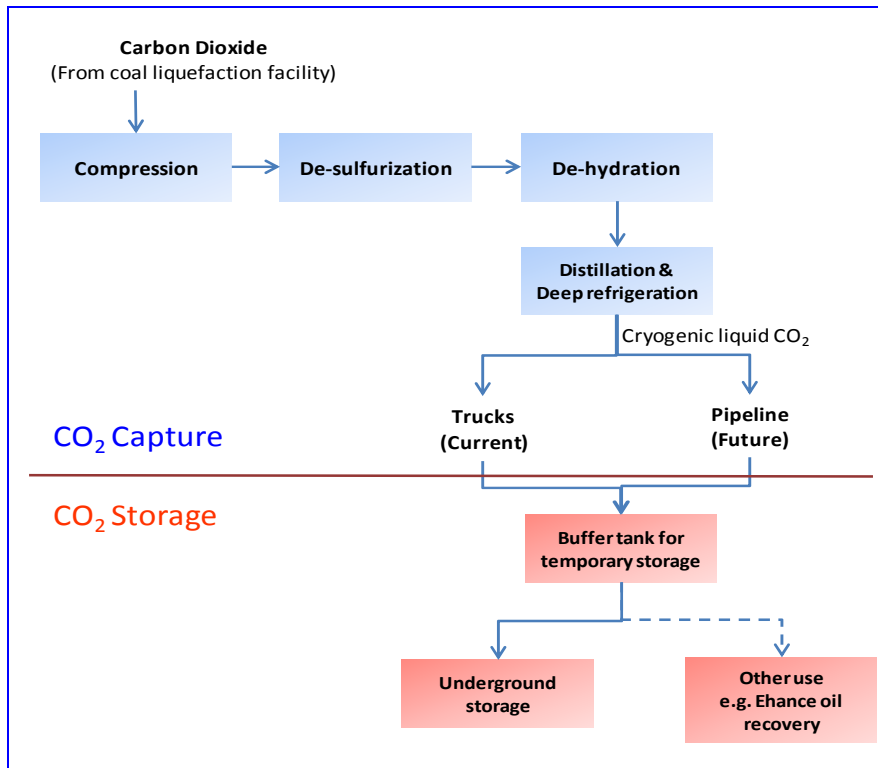 Carbon Dioxide
(From coal liquefaction facility)
Compression
De-sulfurization
De-hydration
Distillation &
Deep refrigeration
Cryogenic liquid CO₂
Trucks
(Current)
Pipeline
(Future)
CO₂ Capture
CO₂ Storage
Buffer tank for
temporary storage
Underground
storage
Other use
e.g. Ehance oil
recovery